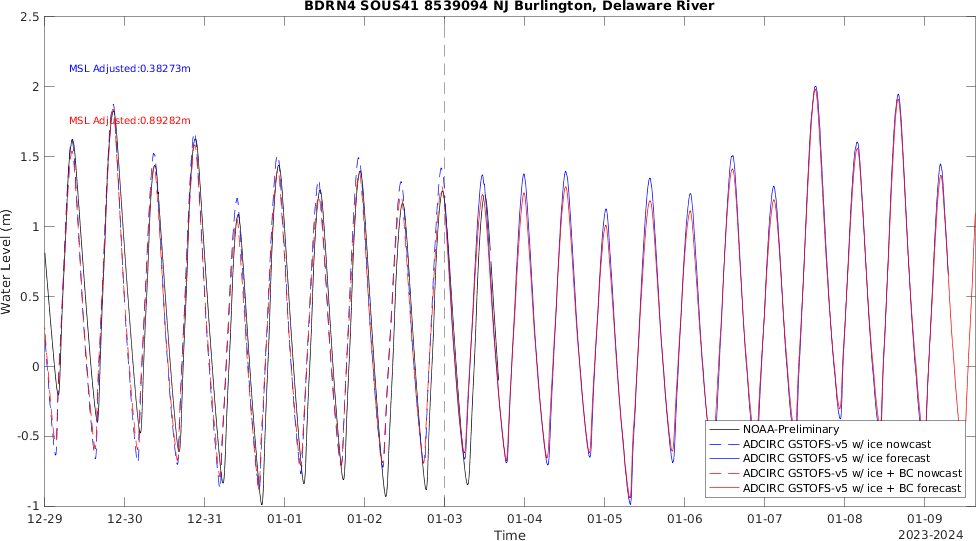 BDRN4 SOUS41 8539094 NJ Burlington, Delaware River
2.5
2
1.5
1
0.5
0
-0.5
-1
Water Level (m)
MSL Adjusted:0.38273m
MSL Adjusted:0.89282m
NOAA-Preliminary
ADCIRC GSTOFS-v5 w/ ice nowcast
ADCIRC GSTOFS-v5 w/ ice forecast
ADCIRC GSTOFS-v5 w/ ice + BC nowcast
ADCIRC GSTOFS-v5 w/ ice + BC forecast
12-29 12-30 12-31 01-01 01-02 01-03 01-04 01-05 01-06 01-07 01-08 01-09
Time
2023-2024